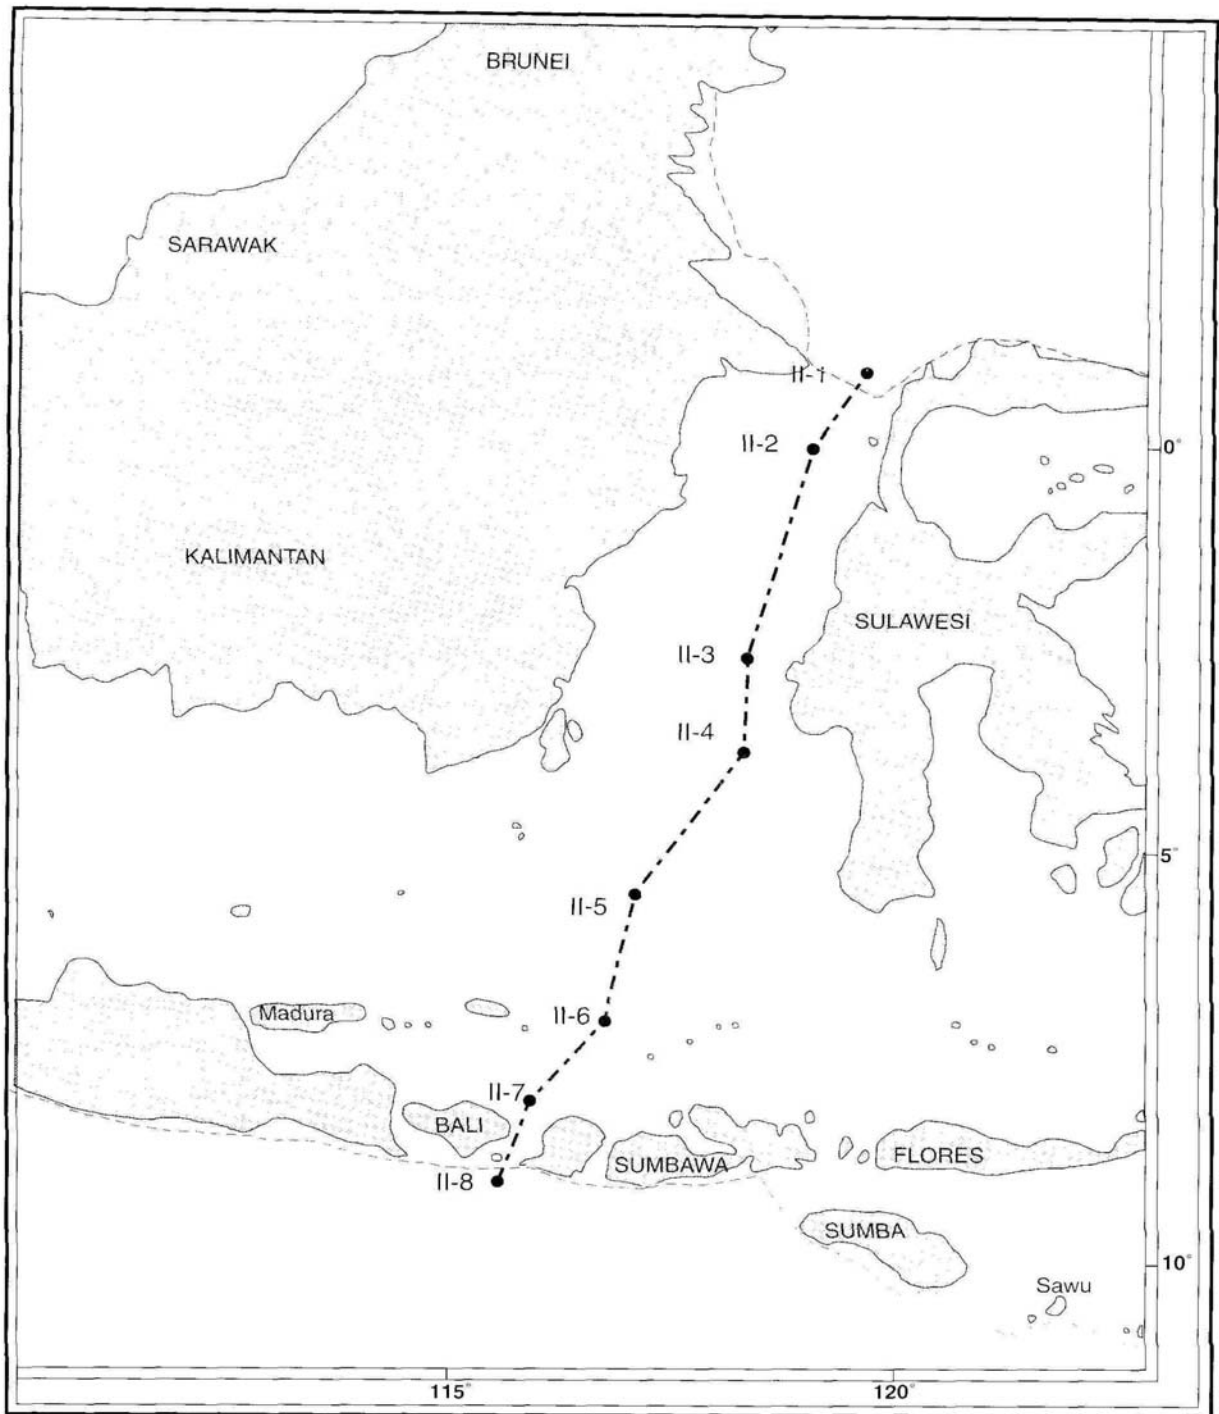 BRUNEI
SARAWAK
II-1
II-2
0°
KALIMANTAN
SULAWESI
II-3
II-4
5°
II-5
Madura
II-6
II-7
BALI
FLORES
SUMBAWA
II-8
SUMBA
10°
Sawu
115°
120°